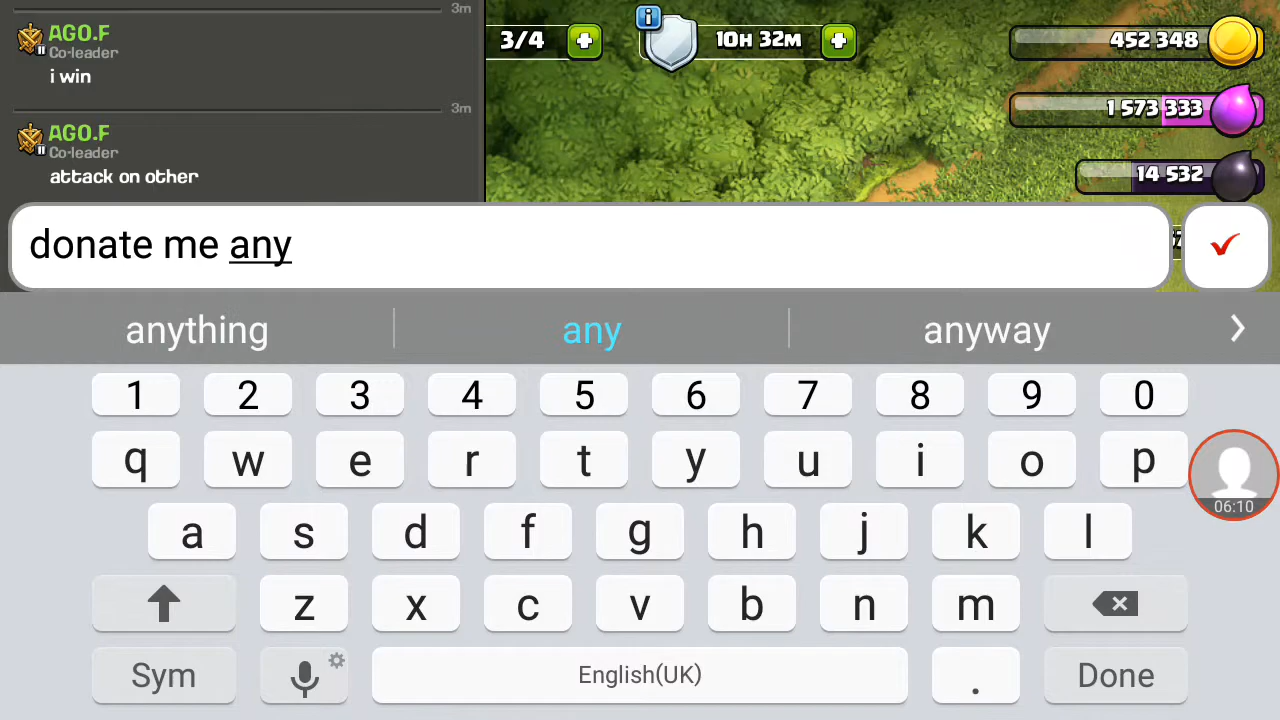 3m
AGO.F
Co-leader
i win
3m
AGO.F
Co-leader
attack on other
3/4
10H 32M
452 348
1 573 333
14 532
donate me any
anything any anyway
1 2 3 4 5 6 7 8 9 0
q w e r t y u i o p
06:10
a s d f g h j k l
z x c v b n m
Sym English(UK) . Done